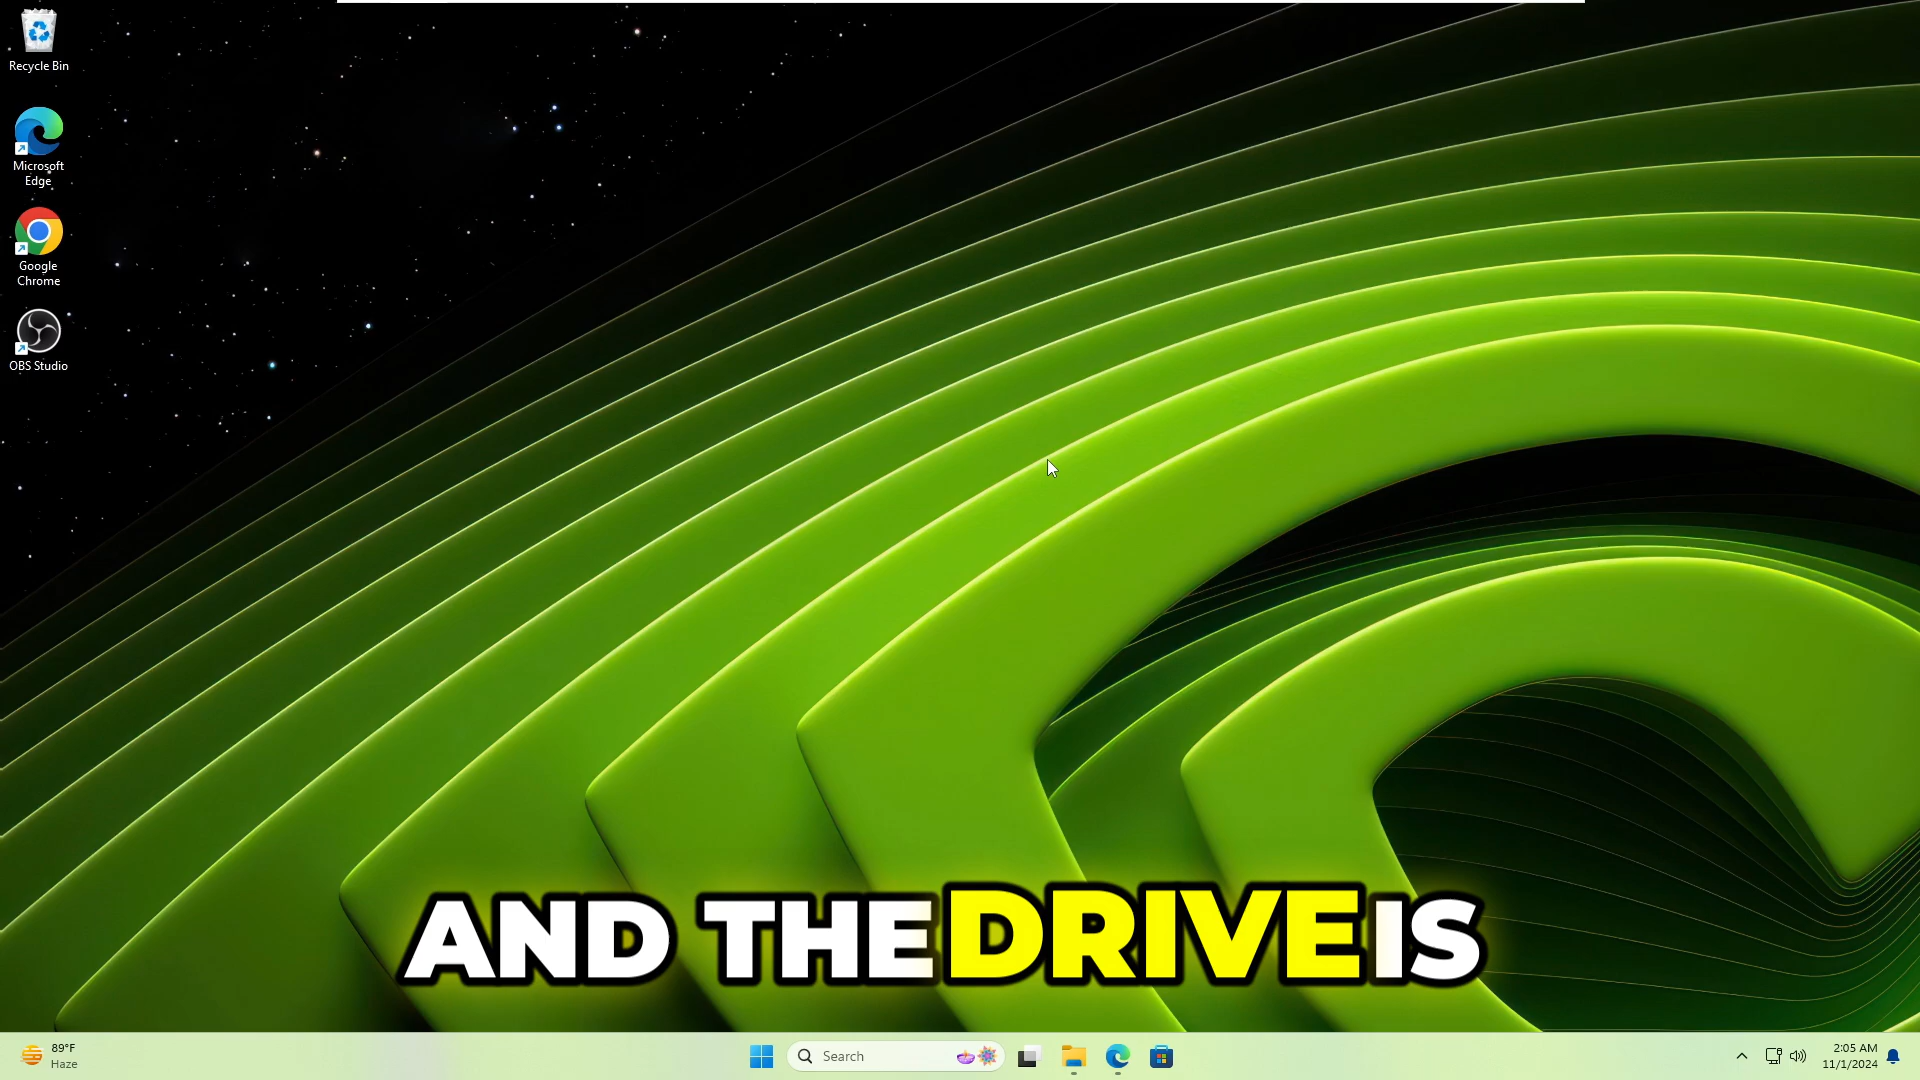 Recycle Bin
Microsoft
Edge
Google
Chrome
OBS Studio
AND THE DRIVE IS
89°F
Haze
Search
2:05 AM
11/1/2024